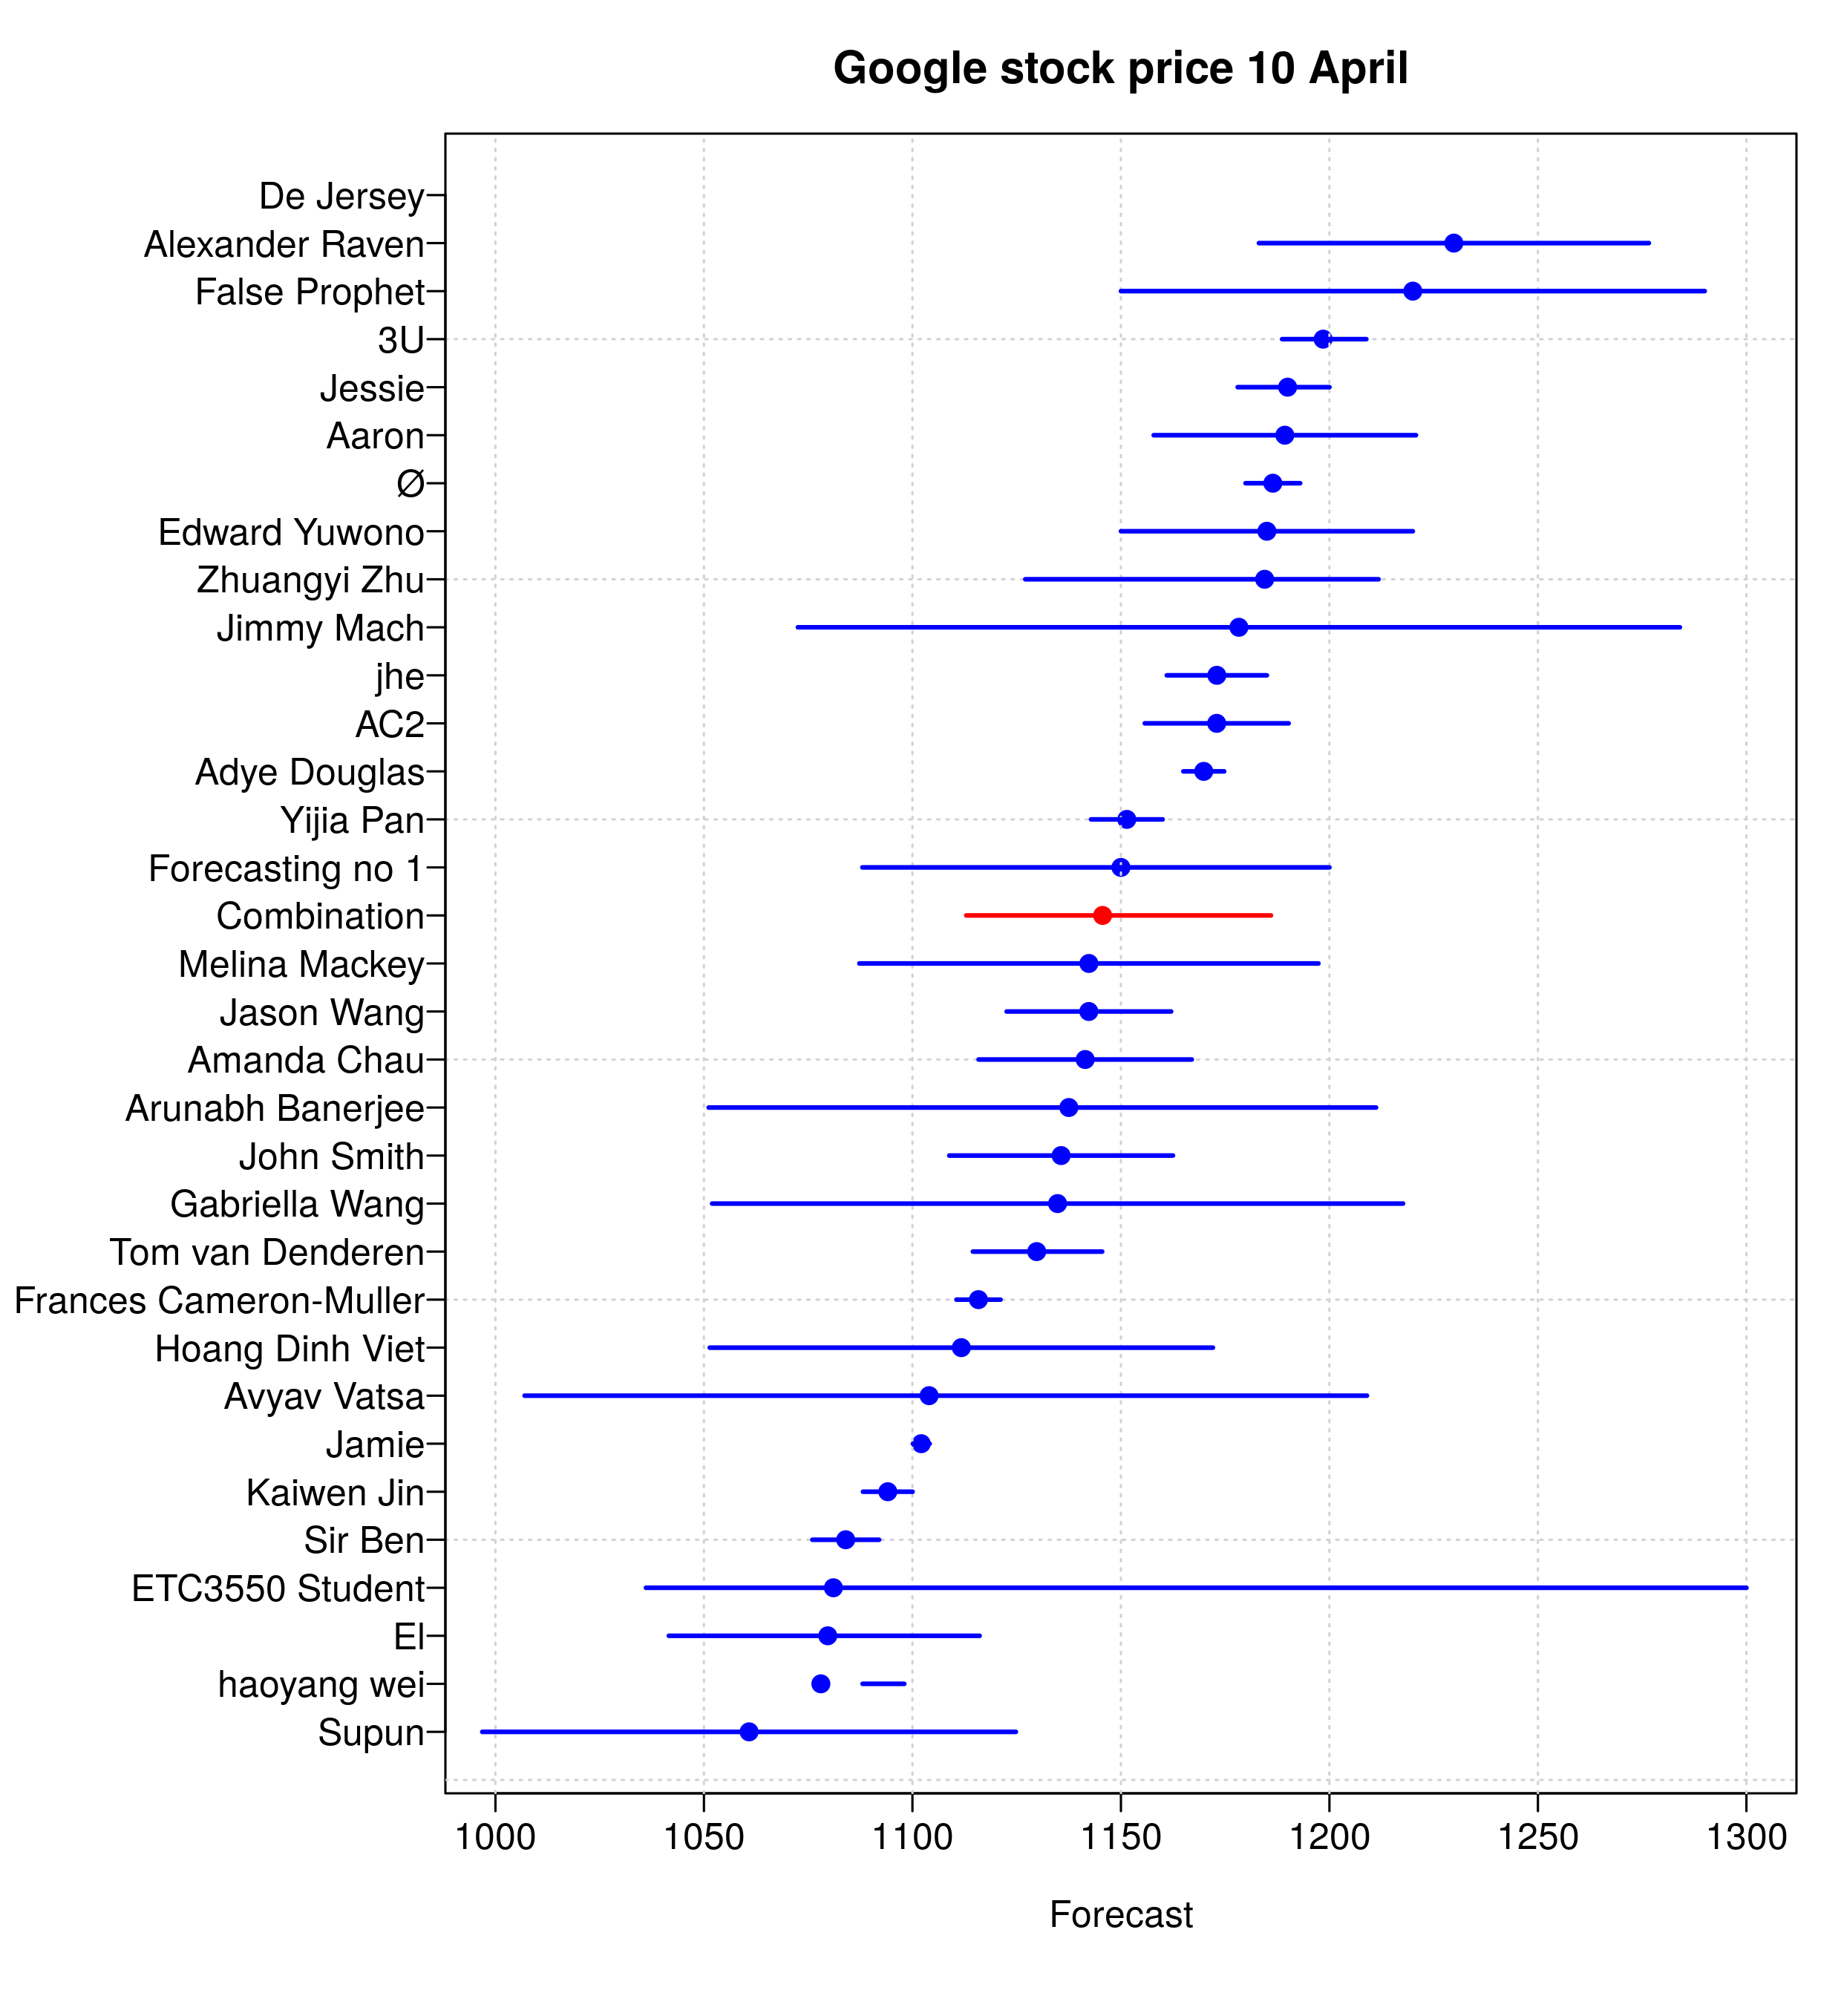 Google stock price 10 April
De Jersey
Alexander Raven
False Prophet
3U
Jessie
Aaron
Ø
Edward Yuwono
Zhuangyi Zhu
Jimmy Mach
jhe
AC2
Adye Douglas
Yijia Pan
Forecasting no 1
Combination
Melina Mackey
Jason Wang
Amanda Chau
Arunabh Banerjee
John Smith
Gabriella Wang
Tom van Denderen
Frances Cameron-Muller
Hoang Dinh Viet
Avyav Vatsa
Jamie
Kaiwen Jin
Sir Ben
ETC3550 Student
El
haoyang wei
Supun
1000 1050 1100 1150 1200 1250 1300
Forecast